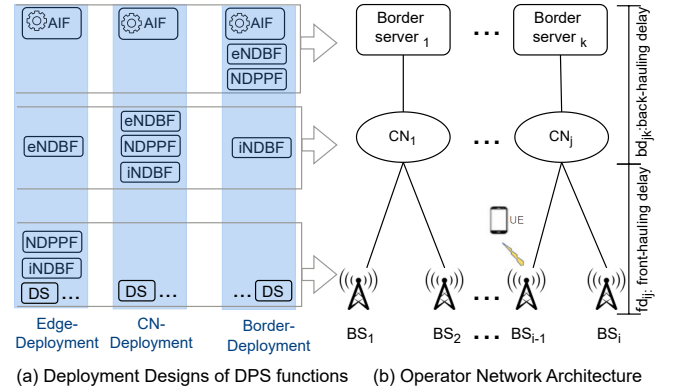 AIF
AIF
AIF
eNDBF
NDPPF
eNDBF
eNDBF
NDPPF
iNDBF
iNDBF
NDPPF
iNDBF
DS ...
DS ...
... DS
Edge-
Deployment
CN-
Deployment
Border-
Deployment
(a) Deployment Designs of DPS functions
Border
server 1
...
Border
server k
CN1
...
CNj
UE
...
BS1
BS2
...
BSi-1
BSi
bdjk:back-hauling delay
fdij: front-hauling delay
(b) Operator Network Architecture